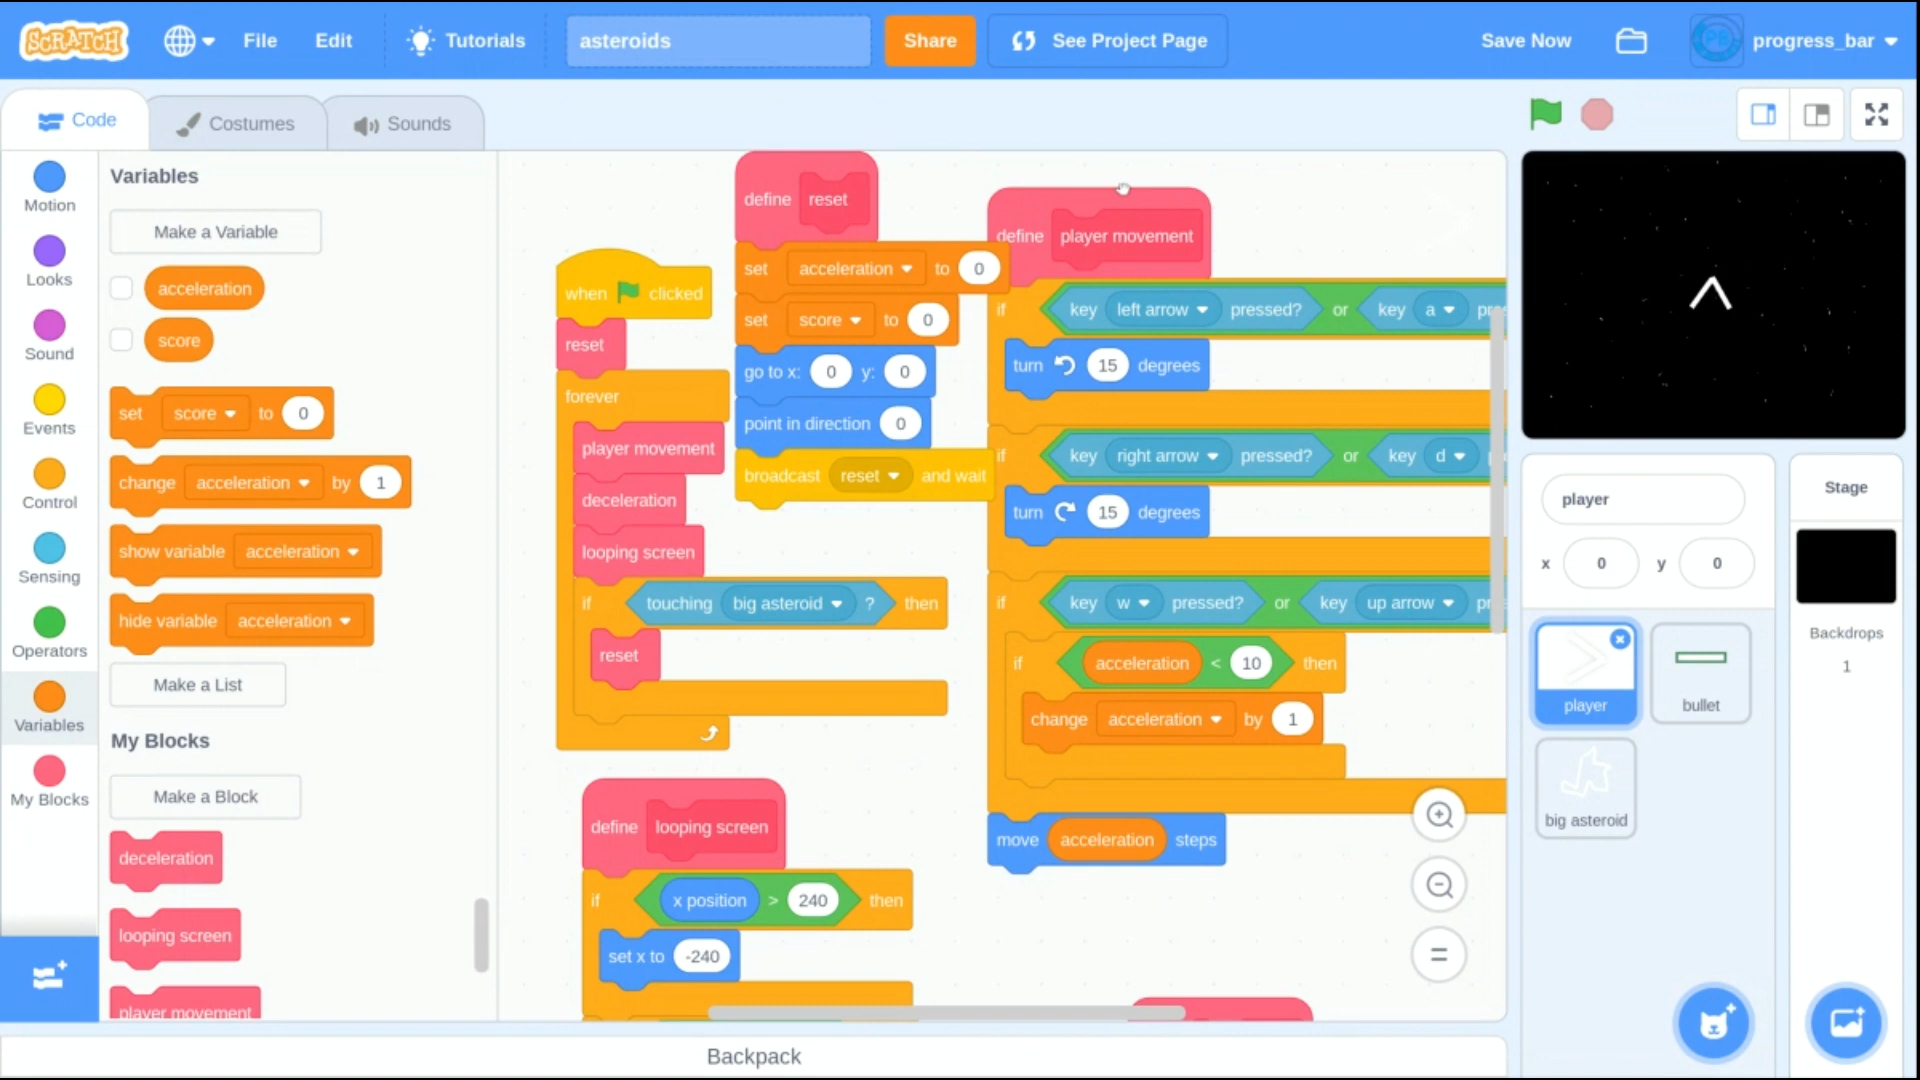 SCRATCH
File
Edit
Tutorials
asteroids
Share
See Project Page
Save Now
progress_bar
Code
Costumes
Sounds
Motion
Looks
Sound
Events
Control
Sensing
Operators
Variables
My Blocks
Variables
Make a Variable
acceleration
score
set score to 0
change acceleration by 1
show variable acceleration
hide variable acceleration
Make a List
My Blocks
Make a Block
deceleration
looping screen
player movement
when clicked
reset
forever
player movement
deceleration
looping screen
if touching big asteroid ? then
reset
define reset
set acceleration to 0
set score to 0
go to x: 0 y: 0
point in direction 0
broadcast reset and wait
define looping screen
if x position > 240 then
set x to -240
define player movement
if key left arrow pressed? or key a
turn 15 degrees
if key right arrow pressed? or key d
turn 15 degrees
if key w pressed? or key up arrow
if acceleration < 10 then
change acceleration by 1
move acceleration steps
=
player
x 0 y 0
player
bullet
big asteroid
Stage
Backdrops
1
Backpack